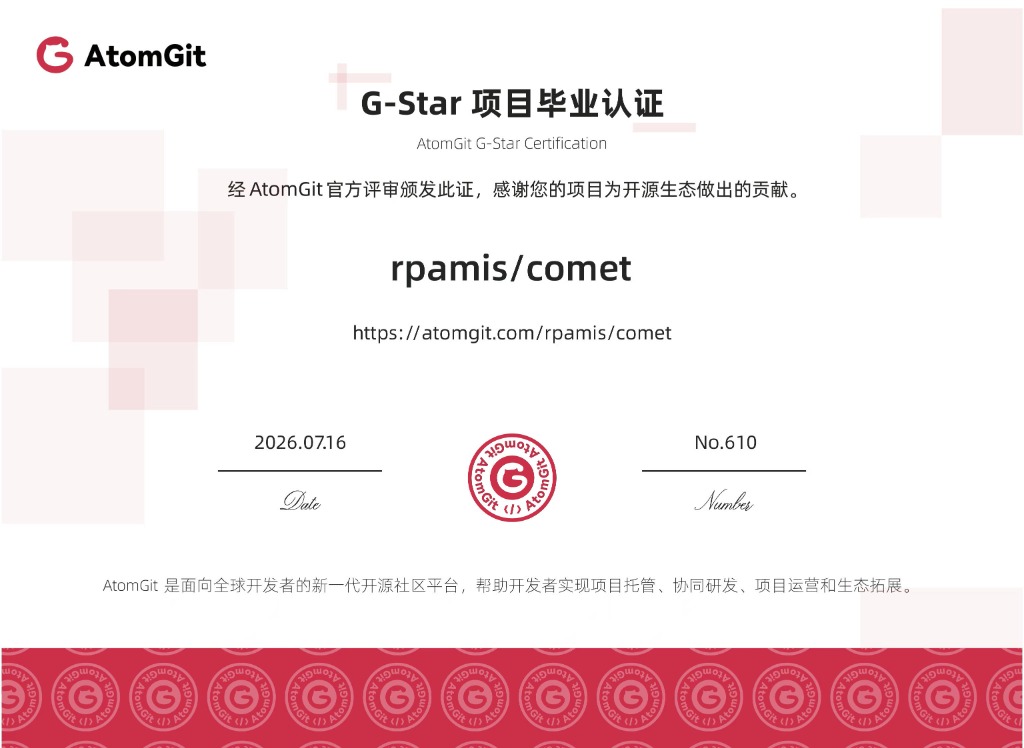 AtomGit
G-Star 项目毕业认证
AtomGit G-Star Certification
经 AtomGit 官方评审颁发此证，感谢您的项目为开源生态做出的贡献。
rpamis/comet
https://atomgit.com/rpamis/comet
2026.07.16
No.610
AtomGit AtomGit AtomGit </>
Date
Number
AtomGit 是面向全球开发者的新一代开源社区平台，帮助开发者实现项目托管、协同研发、项目运营和生态拓展。